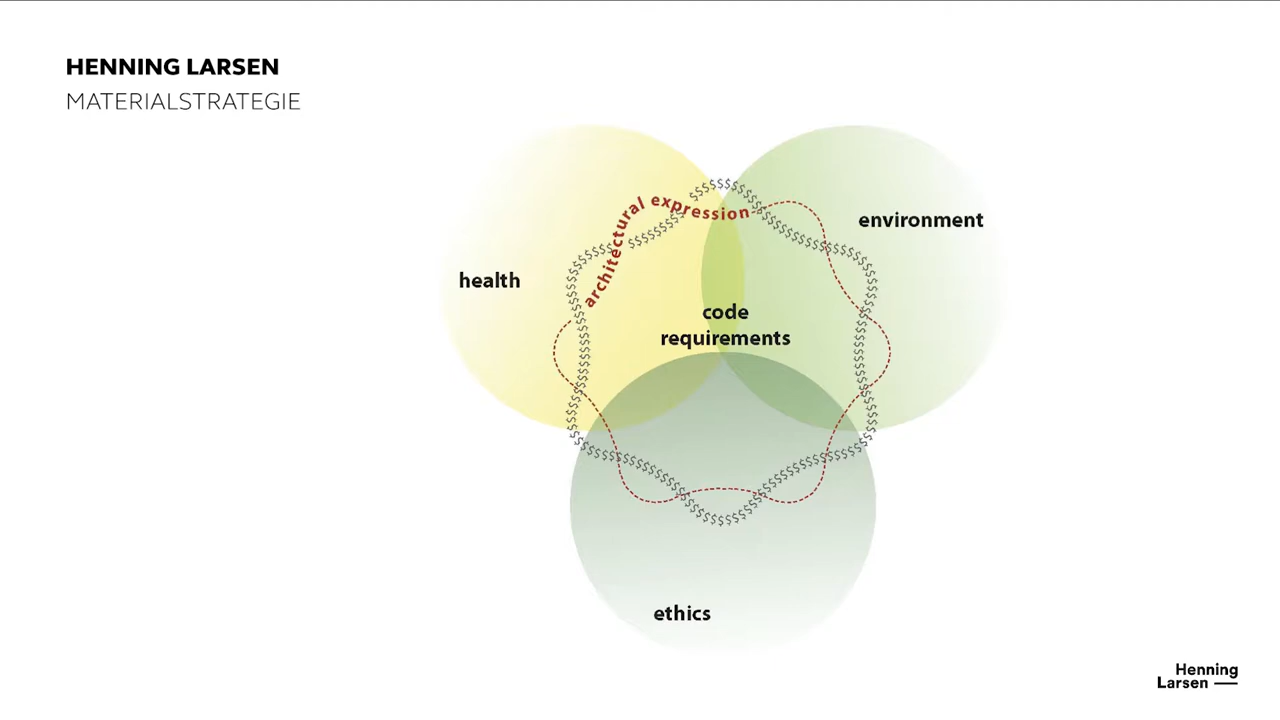 HENNING LARSEN
MATERIALSTRATEGIE
architectural expression
environment
health
code
requirements
ethics
Henning
Larsen